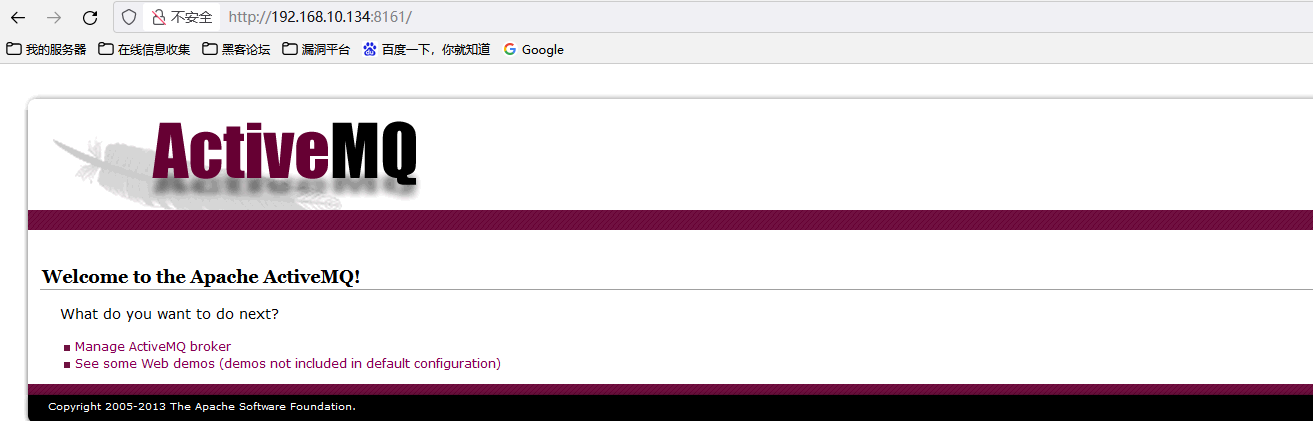 不安全 http://192.168.10.134:8161/
我的服务器 在线信息收集 黑客论坛 漏洞平台 百度一下，你就知道 Google
ActiveMQ
Welcome to the Apache ActiveMQ!
What do you want to do next?
Manage ActiveMQ broker
See some Web demos (demos not included in default configuration)
Copyright 2005-2013 The Apache Software Foundation.